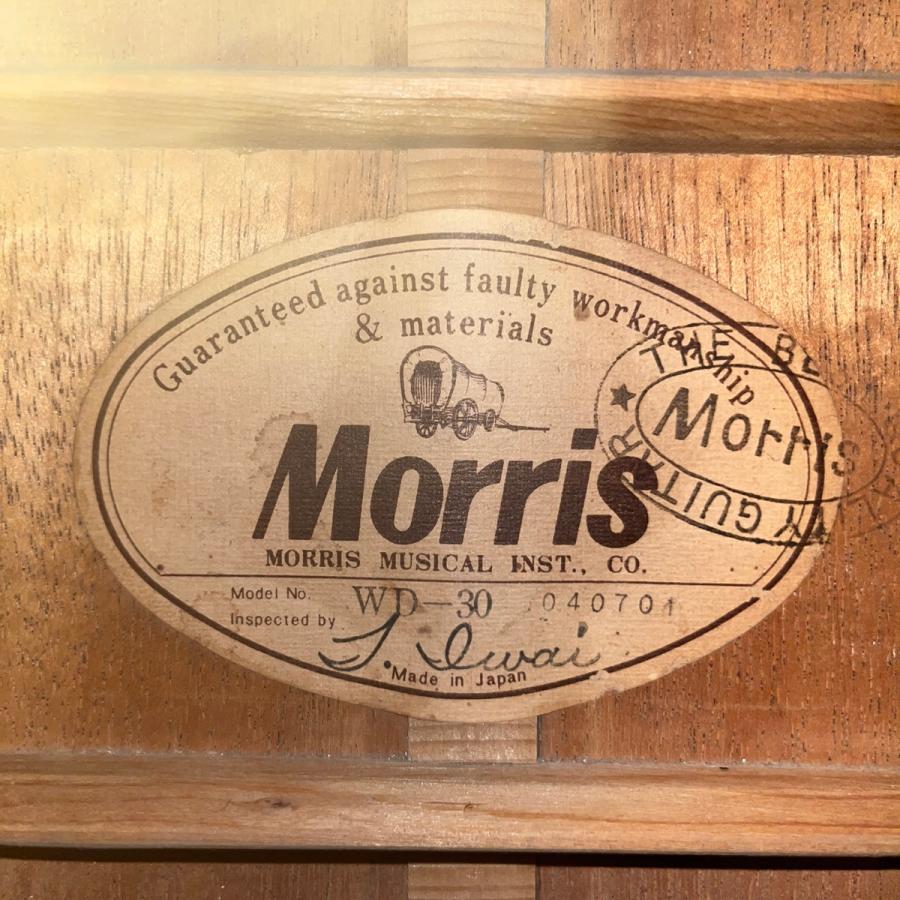 Guaranteed against faulty workmanship
& materials
Morris
MORRIS MUSICAL INST., CO.
Model No. WD-30 040701
Inspected by T. Iwai
Made in Japan
THE
Morris
GUITAR